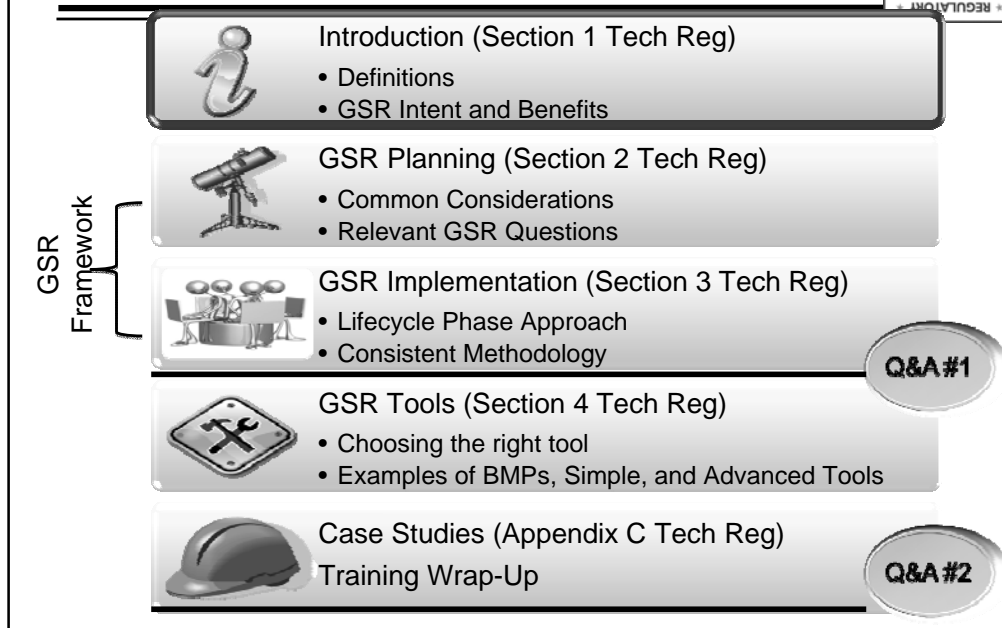 * REGULATORY *
Introduction (Section 1 Tech Reg)
• Definitions
• GSR Intent and Benefits
GSR Planning (Section 2 Tech Reg)
• Common Considerations
• Relevant GSR Questions
GSR
Framework
GSR Implementation (Section 3 Tech Reg)
• Lifecycle Phase Approach
• Consistent Methodology
Q&A #1
GSR Tools (Section 4 Tech Reg)
• Choosing the right tool
• Examples of BMPs, Simple, and Advanced Tools
Case Studies (Appendix C Tech Reg)
Training Wrap-Up
Q&A #2